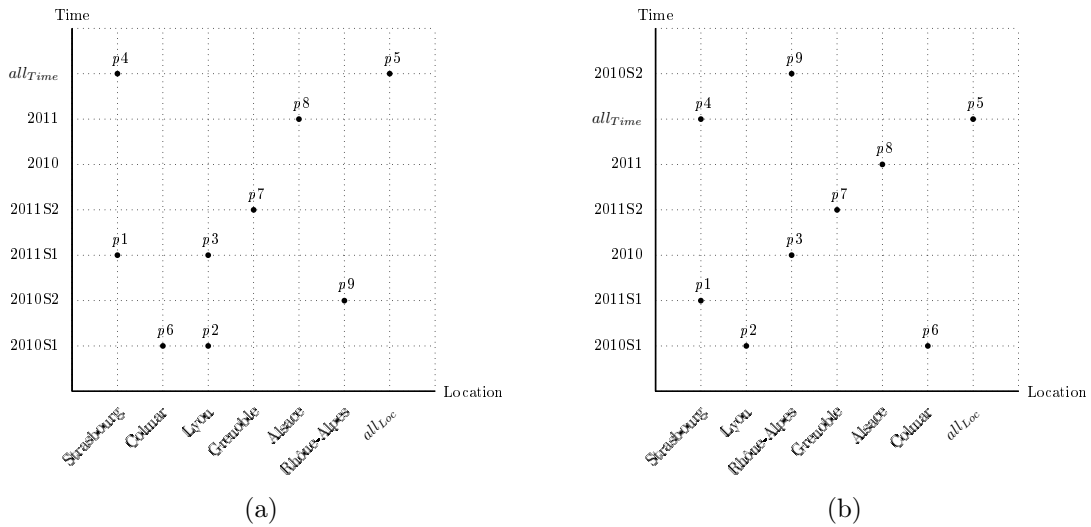 Time
p4
p5
all_Time
p8
2011
2010
p7
2011S2
p1
p3
2011S1
p9
2010S2
p6
p2
2010S1
Location
Strasbourg
Colmar
Lyon
Grenoble
Alsace
Rhône-Alpes
all_Loc
(a)
Time
p9
2010S2
p4
p5
all_Time
p8
2011
p7
2011S2
p3
2010
p1
2011S1
p2
p6
2010S1
Location
Strasbourg
Lyon
Rhône-Alpes
Grenoble
Alsace
Colmar
all_Loc
(b)